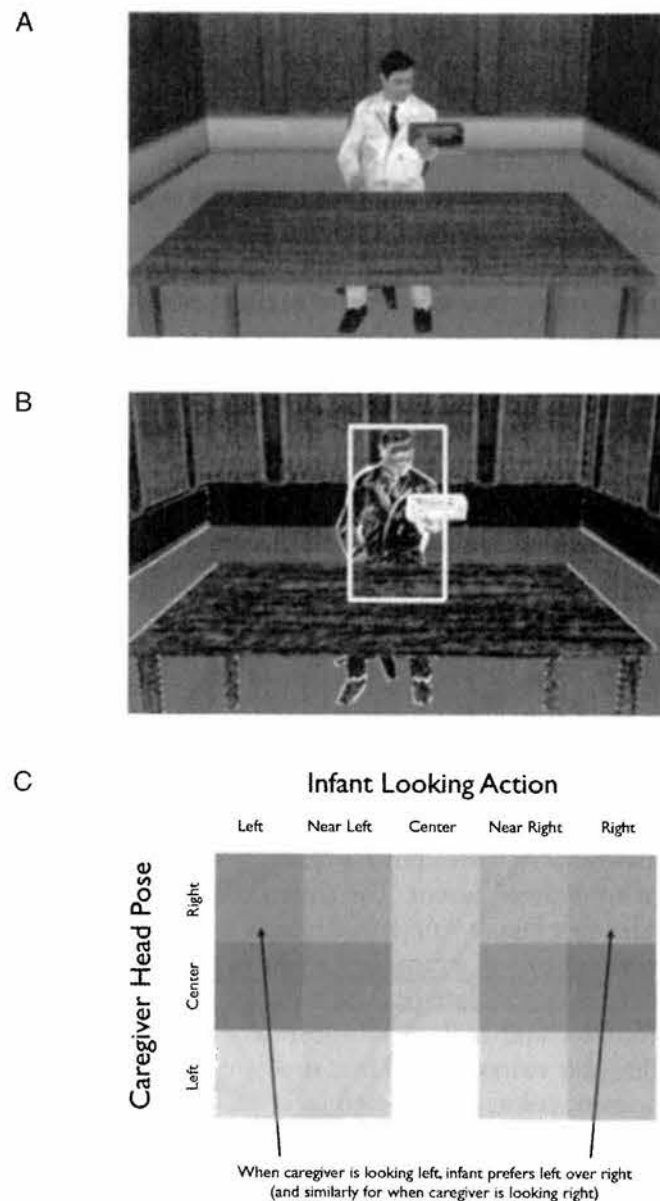 A
B
C
Infant Looking Action
Left Near Left Center Near Right Right
Caregiver Head Pose
Right
Center
Left
When caregiver is looking left, infant prefers left over right
(and similarly for when caregiver is looking right)